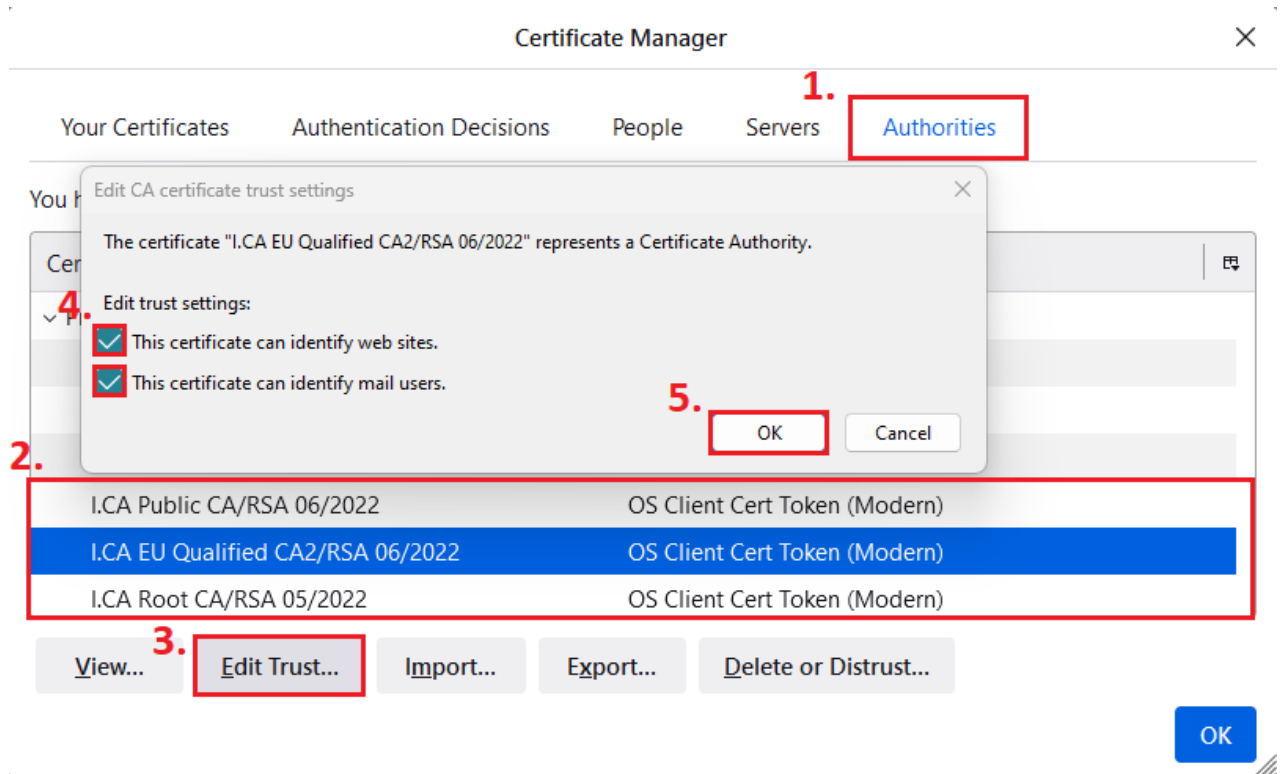 Certificate Manager
1.
Your Certificates Authentication Decisions People Servers Authorities
You h
Edit CA certificate trust settings
The certificate "I.CA EU Qualified CA2/RSA 06/2022" represents a Certificate Authority.
Cer
Edit trust settings:
4.
This certificate can identify web sites.
This certificate can identify mail users.
5.
OK Cancel
2.
I.CA Public CA/RSA 06/2022 OS Client Cert Token (Modern)
I.CA EU Qualified CA2/RSA 06/2022 OS Client Cert Token (Modern)
I.CA Root CA/RSA 05/2022 OS Client Cert Token (Modern)
3.
View... Edit Trust... Import... Export... Delete or Distrust...
OK